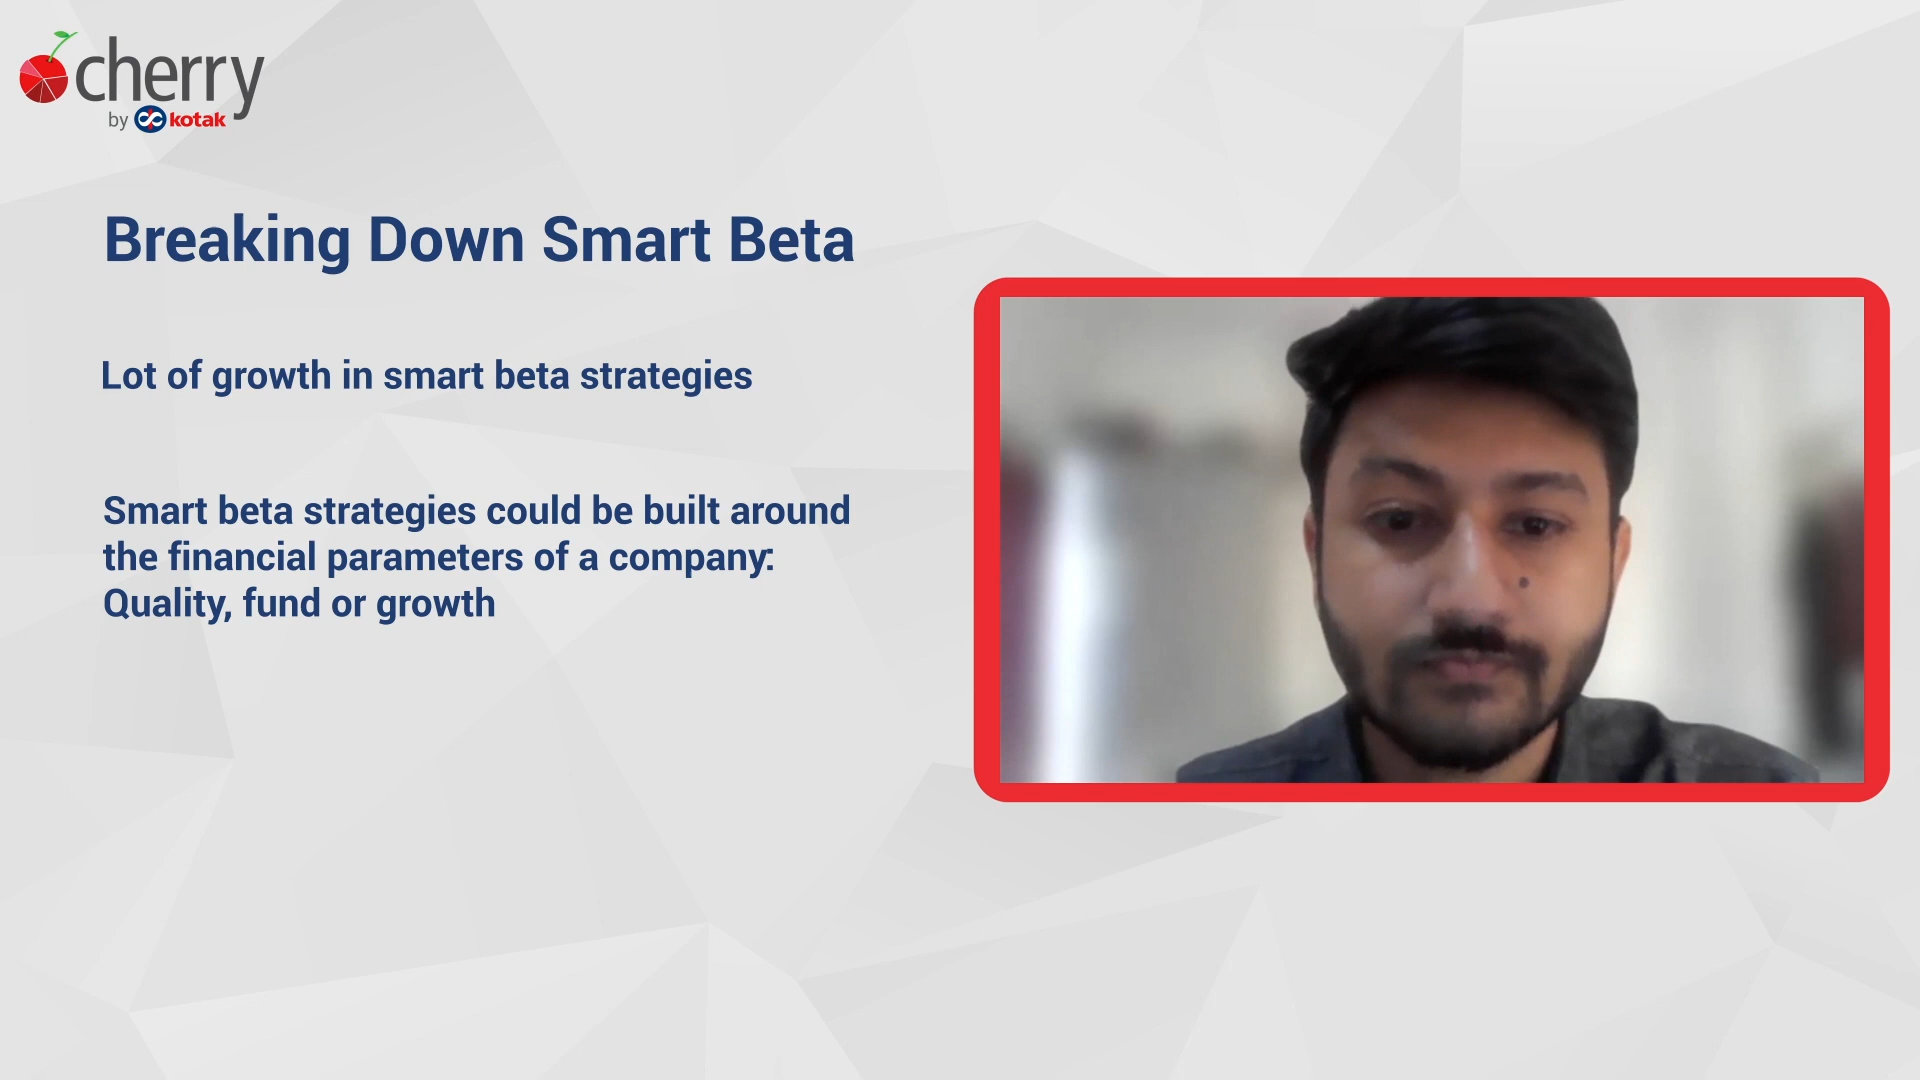 cherry
by kotak
Breaking Down Smart Beta
Lot of growth in smart beta strategies
Smart beta strategies could be built around
the financial parameters of a company:
Quality, fund or growth